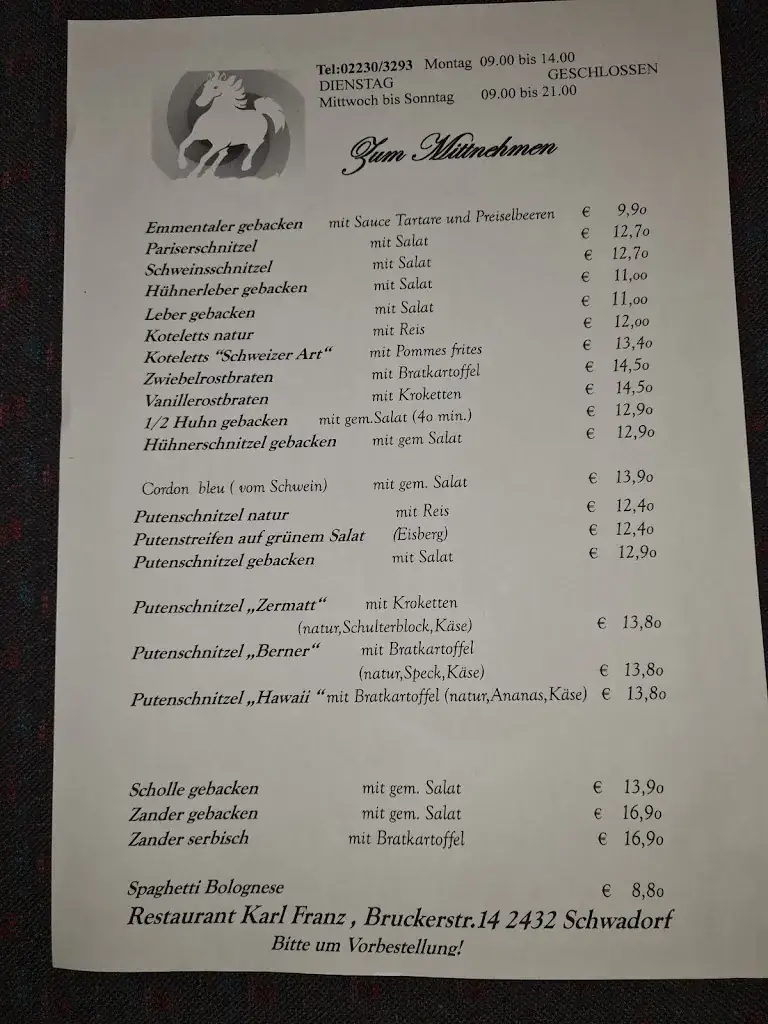 Tel:02230/3293 Montag 09.00 bis 14.00
DIENSTAG GESCHLOSSEN
Mittwoch bis Sonntag 09.00 bis 21.00
Zum Mittnehmen
Emmentaler gebacken mit Sauce Tartare und Preiselbeeren € 9,90
Pariserschnitzel mit Salat € 12,70
Schweinsschnitzel mit Salat € 12,70
Hühnerleber gebacken mit Salat € 11,00
Leber gebacken mit Salat € 11,00
Koteletts natur mit Reis € 12,00
Koteletts "Schweizer Art“ mit Pommes frites € 13,40
Zwiebelrostbraten mit Bratkartoffel € 14,50
Vanillerostbraten mit Kroketten € 14,50
1/2 Huhn gebacken mit gem.Salat (40 min.) € 12,90
Hühnerschnitzel gebacken mit gem Salat € 12,90
Cordon bleu ( vom Schwein) mit gem. Salat € 13,90
Putenschnitzel natur mit Reis € 12,40
Putenstreifen auf grünem Salat (Eisberg) € 12,40
Putenschnitzel gebacken mit Salat € 12,90
Putenschnitzel „Zermatt“ mit Kroketten
(natur,Schulterblock,Käse) € 13,80
Putenschnitzel „Berner“ mit Bratkartoffel
(natur,Speck,Käse) € 13,80
Putenschnitzel „Hawaii “ mit Bratkartoffel (natur,Ananas,Käse) € 13,80
Scholle gebacken mit gem. Salat € 13,90
Zander gebacken mit gem. Salat € 16,90
Zander serbisch mit Bratkartoffel € 16,90
Spaghetti Bolognese € 8,80
Restaurant Karl Franz , Bruckerstr.14 2432 Schwadorf
Bitte um Vorbestellung!